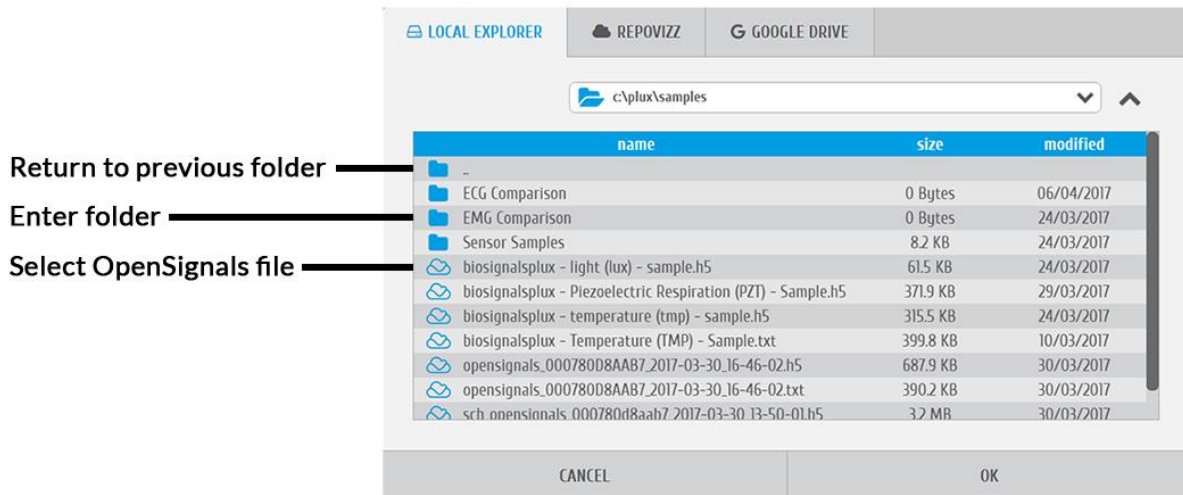 LOCAL EXPLORER REPOVIZZ G GOOGLE DRIVE
c:\plux\samples
name size modified
Return to previous folder ..
ECG Comparison 0 Bytes 06/04/2017
Enter folder EMG Comparison 0 Bytes 24/03/2017
Sensor Samples 8.2 KB 24/03/2017
Select OpenSignals file biosignalsplux - light (lux) - sample.h5 61.5 KB 24/03/2017
biosignalsplux - Piezoelectric Respiration (PZT) - Sample.h5 371.9 KB 29/03/2017
biosignalsplux - temperature (tmp) - sample.h5 315.5 KB 24/03/2017
biosignalsplux - Temperature (TMP) - Sample.txt 399.8 KB 10/03/2017
opensignals_000780D8AAB7_2017-03-30_16-46-02.h5 687.9 KB 30/03/2017
opensignals_000780D8AAB7_2017-03-30_16-46-02.txt 390.2 KB 30/03/2017
sch_opensignals_000780d8aab7_2017-03-30_13-50-01.h5 3.2 MB 30/03/2017
CANCEL OK